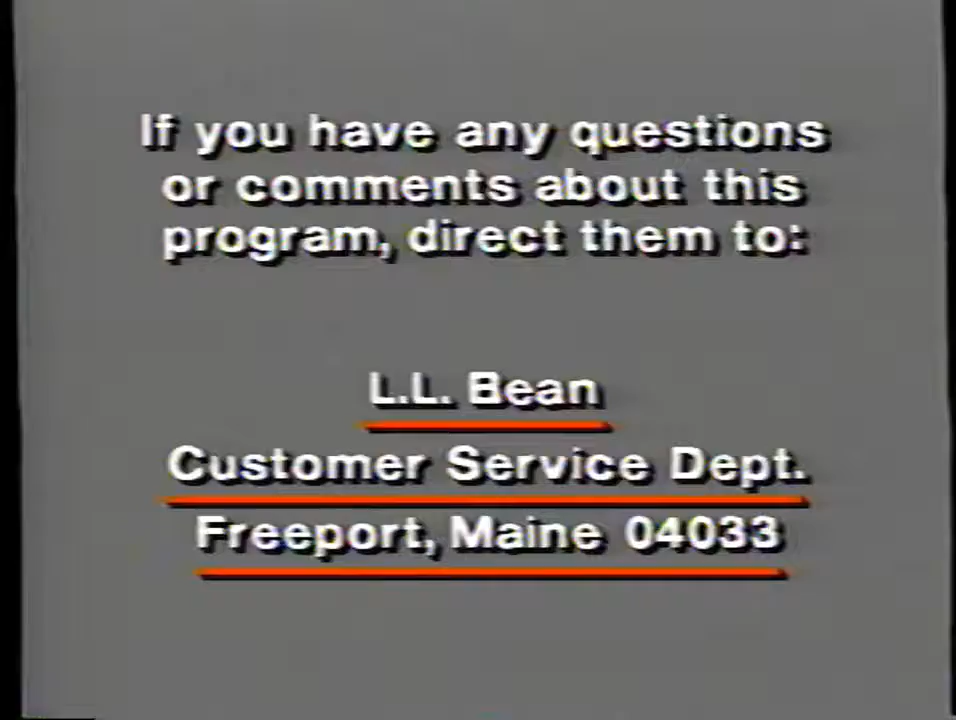 If you have any questions
or comments about this
program, direct them to:
L.L. Bean
Customer Service Dept.
Freeport, Maine 04033